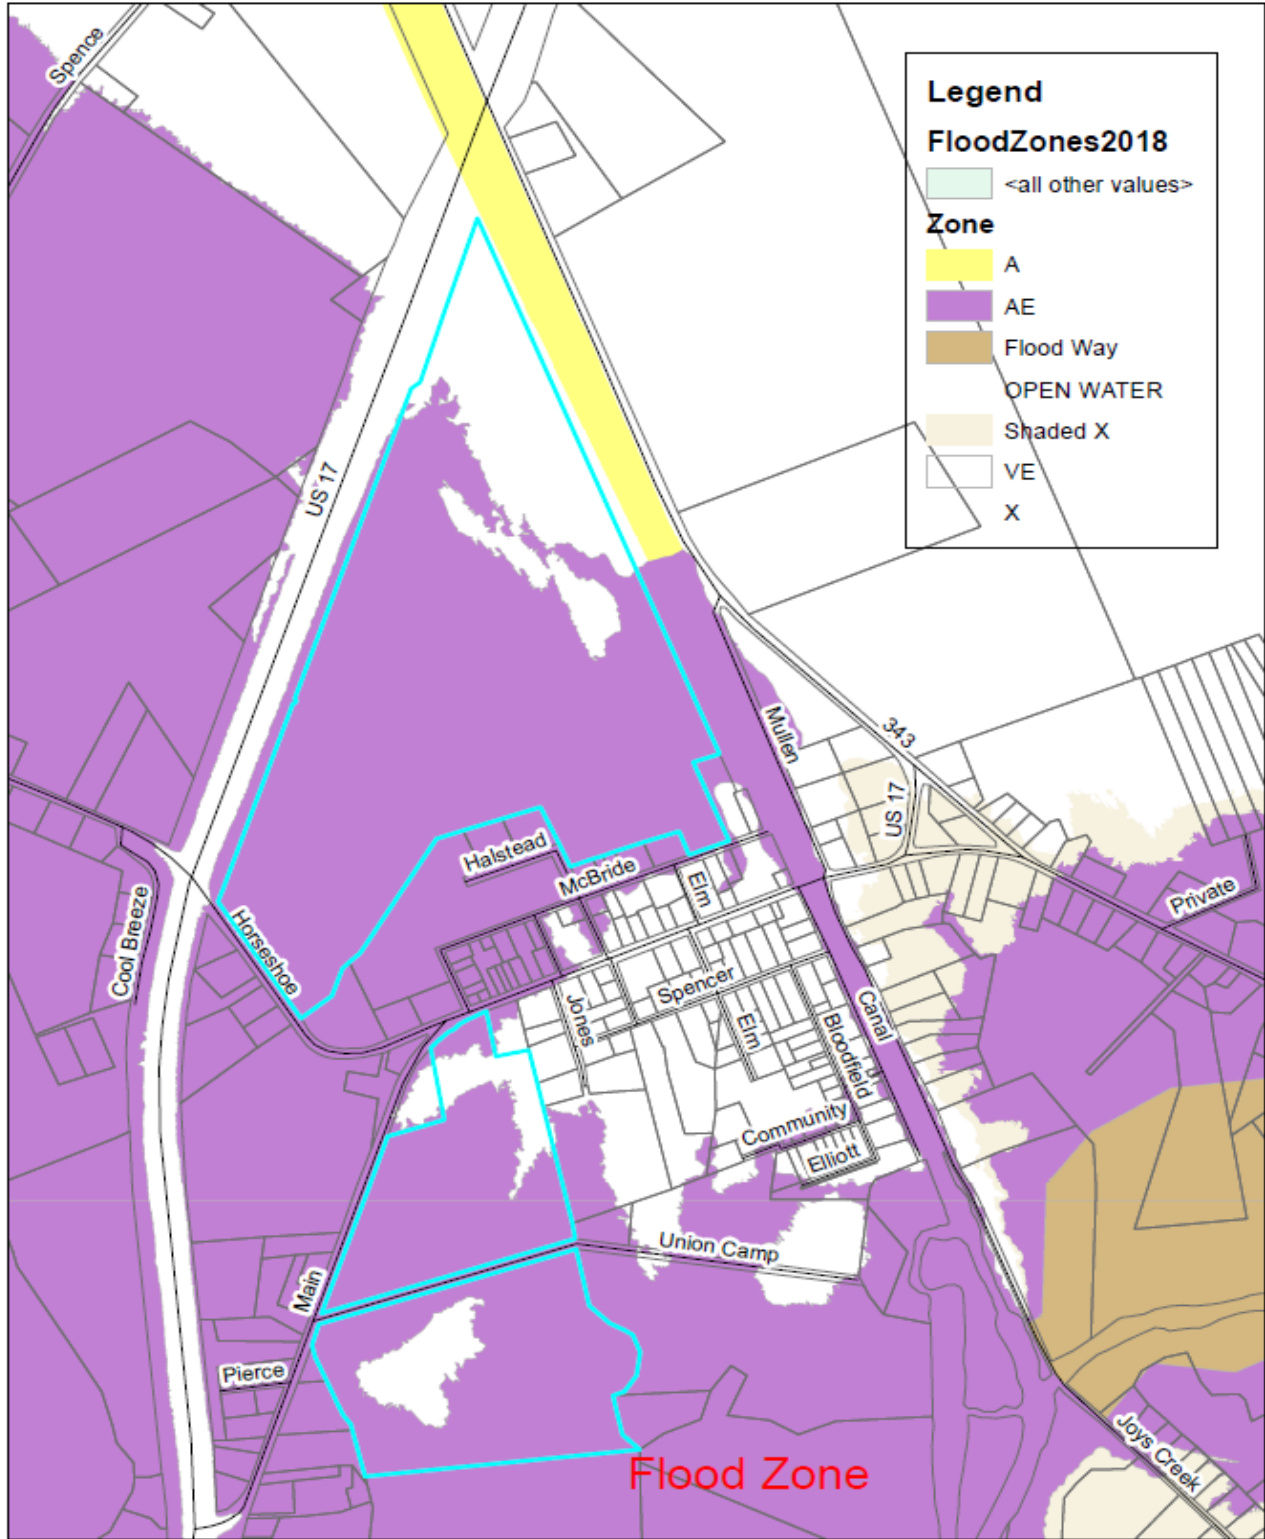 Spence
Legend
FloodZones2018
<all other values>
Zone
A
AE
Flood Way
OPEN WATER
Shaded X
VE
X
US 17
Mullen
343
US 17
Halstead
McBride
Elm
Private
Cool Breeze
Horseshoe
Spencer
Jones
Elm
Bloodfield
Canal
Community
Elliott
Union Camp
Main
Pierce
Joys Creek
Flood Zone